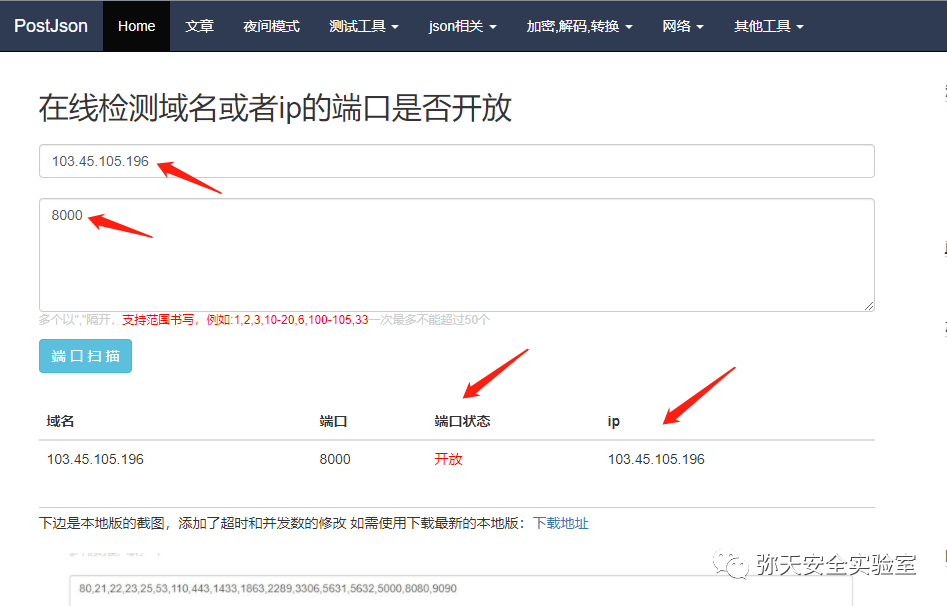 PostJson Home 文章 夜间模式 测试工具 json相关 加密,解码,转换 网络 其他工具
在线检测域名或者ip的端口是否开放
103.45.105.196
8000
多个以","隔开，支持范围书写，例如:1,2,3,10-20,6,100-105,33一次最多不能超过50个
端口扫描
域名 端口 端口状态 ip
103.45.105.196 8000 开放 103.45.105.196
下边是本地版的截图，添加了超时和并发数的修改 如需使用下载最新的本地版：下载地址
弥天安全实验室
80,21,22,23,25,53,110,443,1433,1863,2289,3306,5631,5632,5000,8080,9090